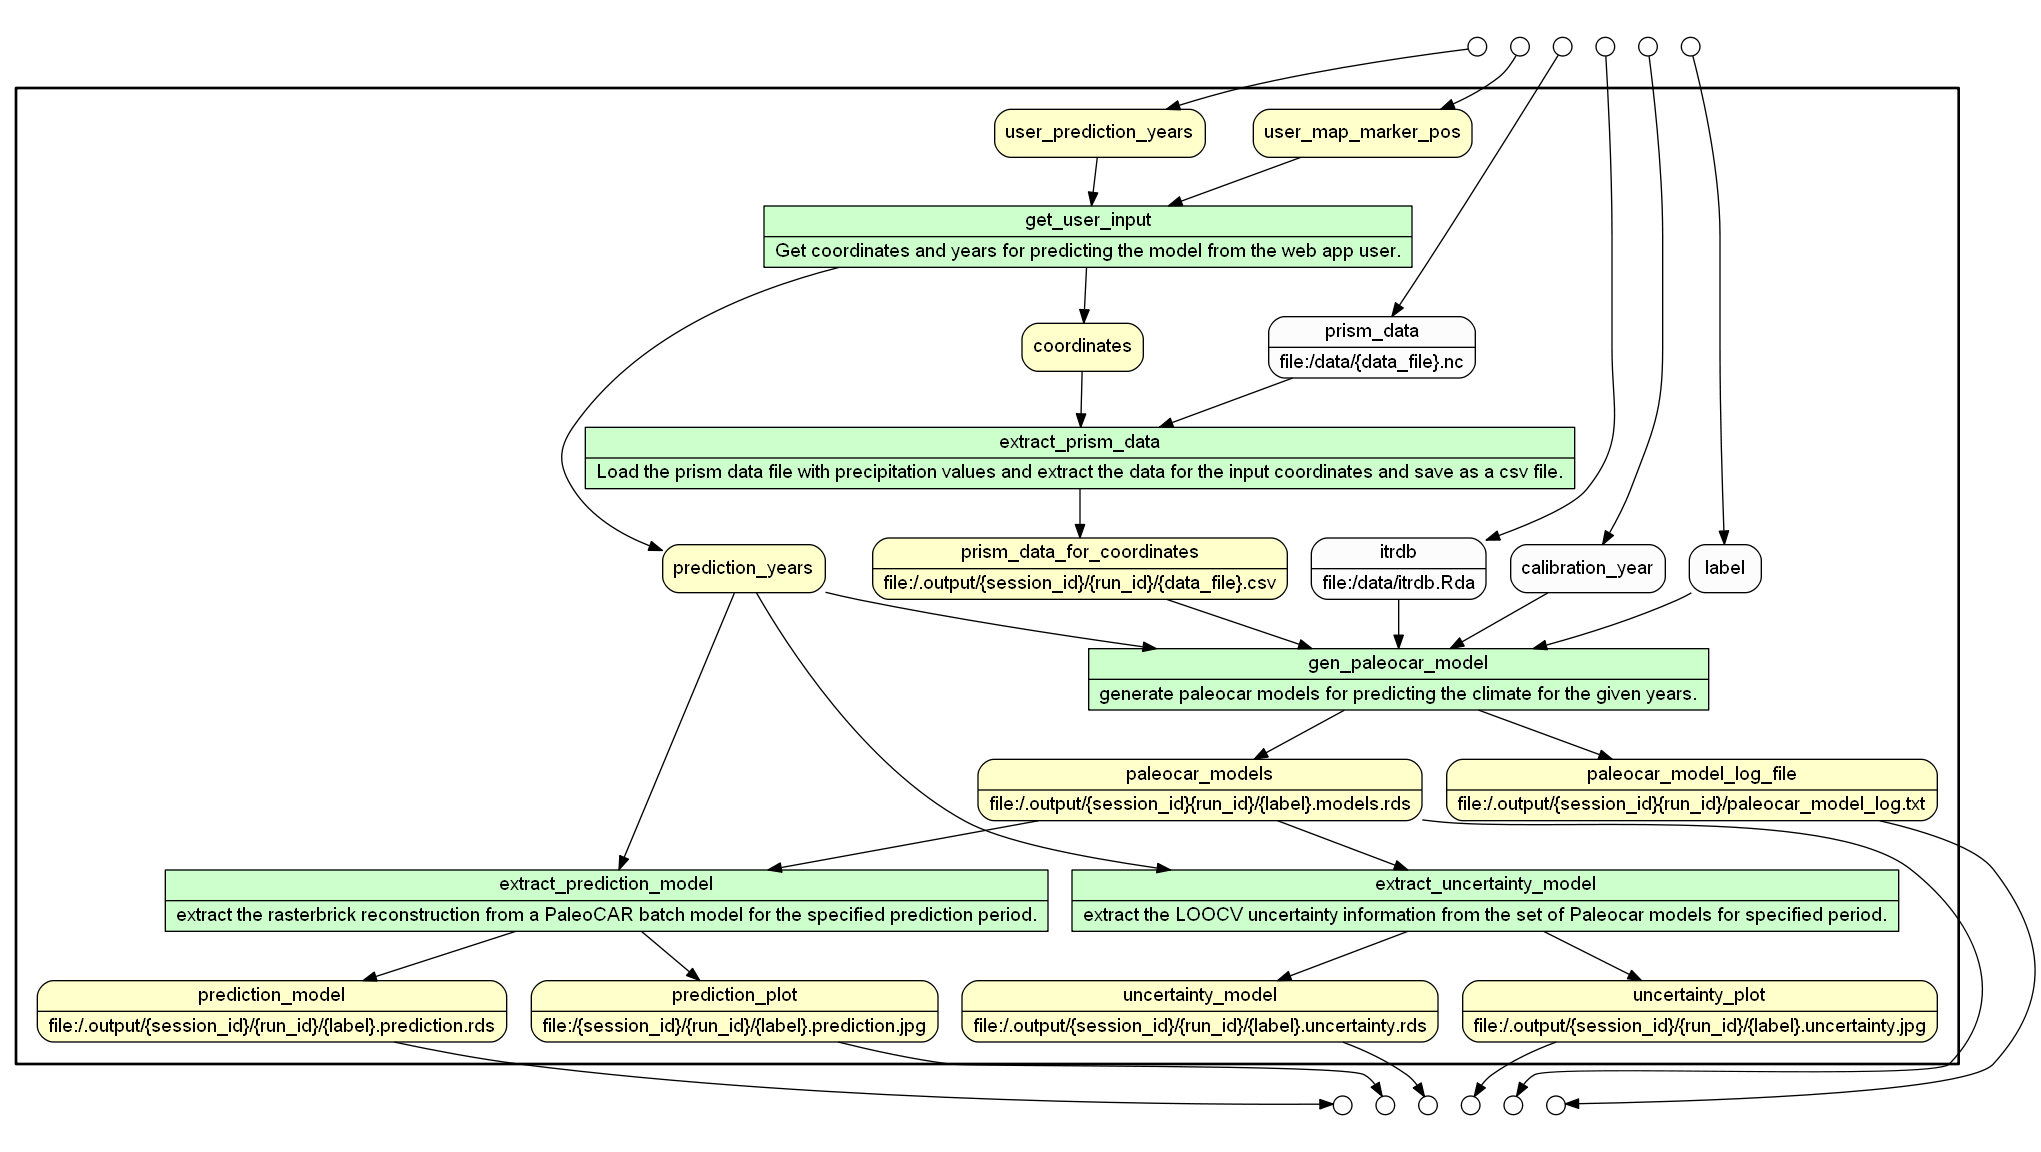 user_prediction_years
user_map_marker_pos
get_user_input
Get coordinates and years for predicting the model from the web app user.
coordinates
prism_data
file:/data/{data_file}.nc
extract_prism_data
Load the prism data file with precipitation values and extract the data for the input coordinates and save as a csv file.
prediction_years
prism_data_for_coordinates
file:/.output/{session_id}/{run_id}/{data_file}.csv
itrdb
file:/data/itrdb.Rda
calibration_year
label
gen_paleocar_model
generate paleocar models for predicting the climate for the given years.
paleocar_models
file:/.output/{session_id}{run_id}/{label}.models.rds
paleocar_model_log_file
file:/.output/{session_id}{run_id}/paleocar_model_log.txt
extract_prediction_model
extract the rasterbrick reconstruction from a PaleoCAR batch model for the specified prediction period.
extract_uncertainty_model
extract the LOOCV uncertainty information from the set of Paleocar models for specified period.
prediction_model
file:/.output/{session_id}/{run_id}/{label}.prediction.rds
prediction_plot
file:/{session_id}/{run_id}/{label}.prediction.jpg
uncertainty_model
file:/.output/{session_id}/{run_id}/{label}.uncertainty.rds
uncertainty_plot
file:/.output/{session_id}/{run_id}/{label}.uncertainty.jpg